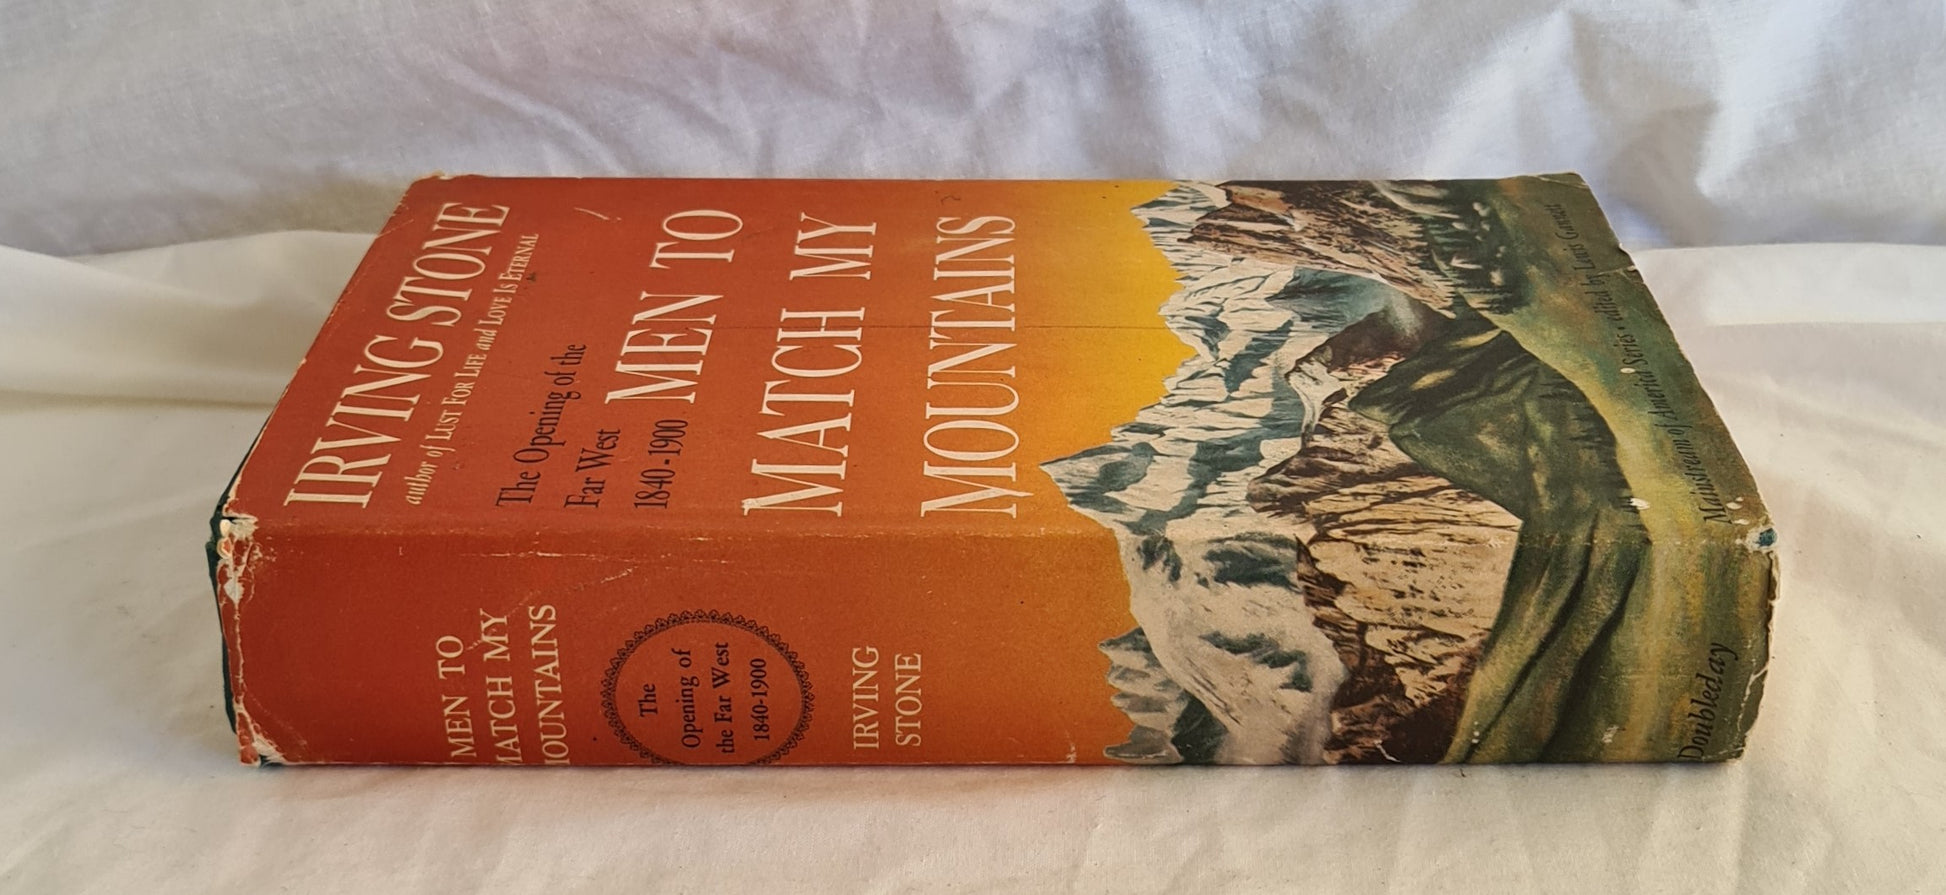 IRVING STONE
author of LUST FOR LIFE and LOVE IS ETERNAL
The Opening of the
Far West
1840-1900
MEN TO
MATCH MY
MOUNTAINS
Mainstream of America Series • edited by Lewis Gannett
MEN TO
MATCH MY
MOUNTAINS
The
Opening of
the Far West
1840-1900
IRVING
STONE
Doubleday